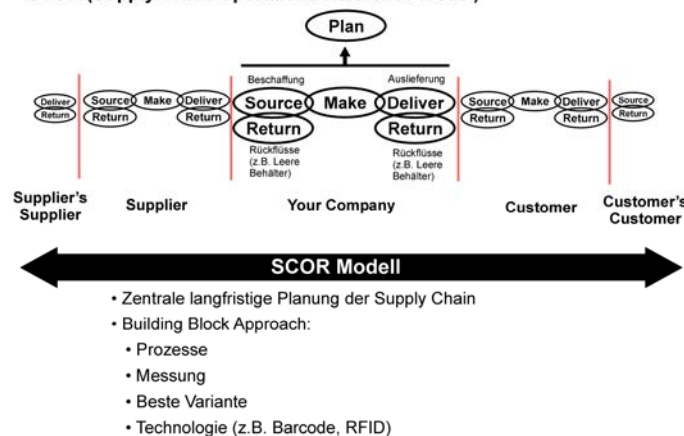 Plan
Beschaffung
Auslieferung
Deliver
Return
Source Make Deliver
Return Return
Source Make Deliver
Return Return
Source Make Deliver
Return Return
Source
Return
Rückflüsse
(z.B. Leere
Behälter)
Rückflüsse
(z.B. Leere
Behälter)
Supplier's
Supplier
Supplier
Your Company
Customer
Customer's
Customer
SCOR Modell
• Zentrale langfristige Planung der Supply Chain
• Building Block Approach:
• Prozesse
• Messung
• Beste Variante
• Technologie (z.B. Barcode, RFID)